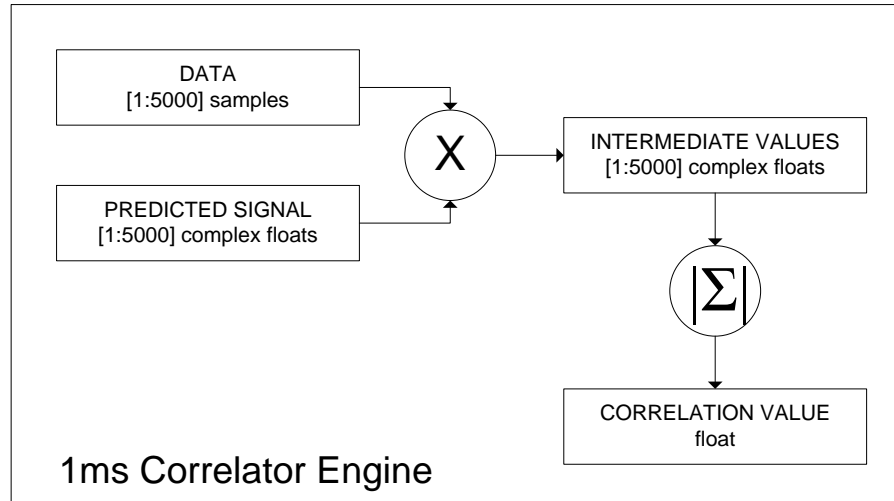 DATA
[1:5000] samples
PREDICTED SIGNAL
[1:5000] complex floats
X
INTERMEDIATE VALUES
[1:5000] complex floats
|Σ|
CORRELATION VALUE
float
1ms Correlator Engine